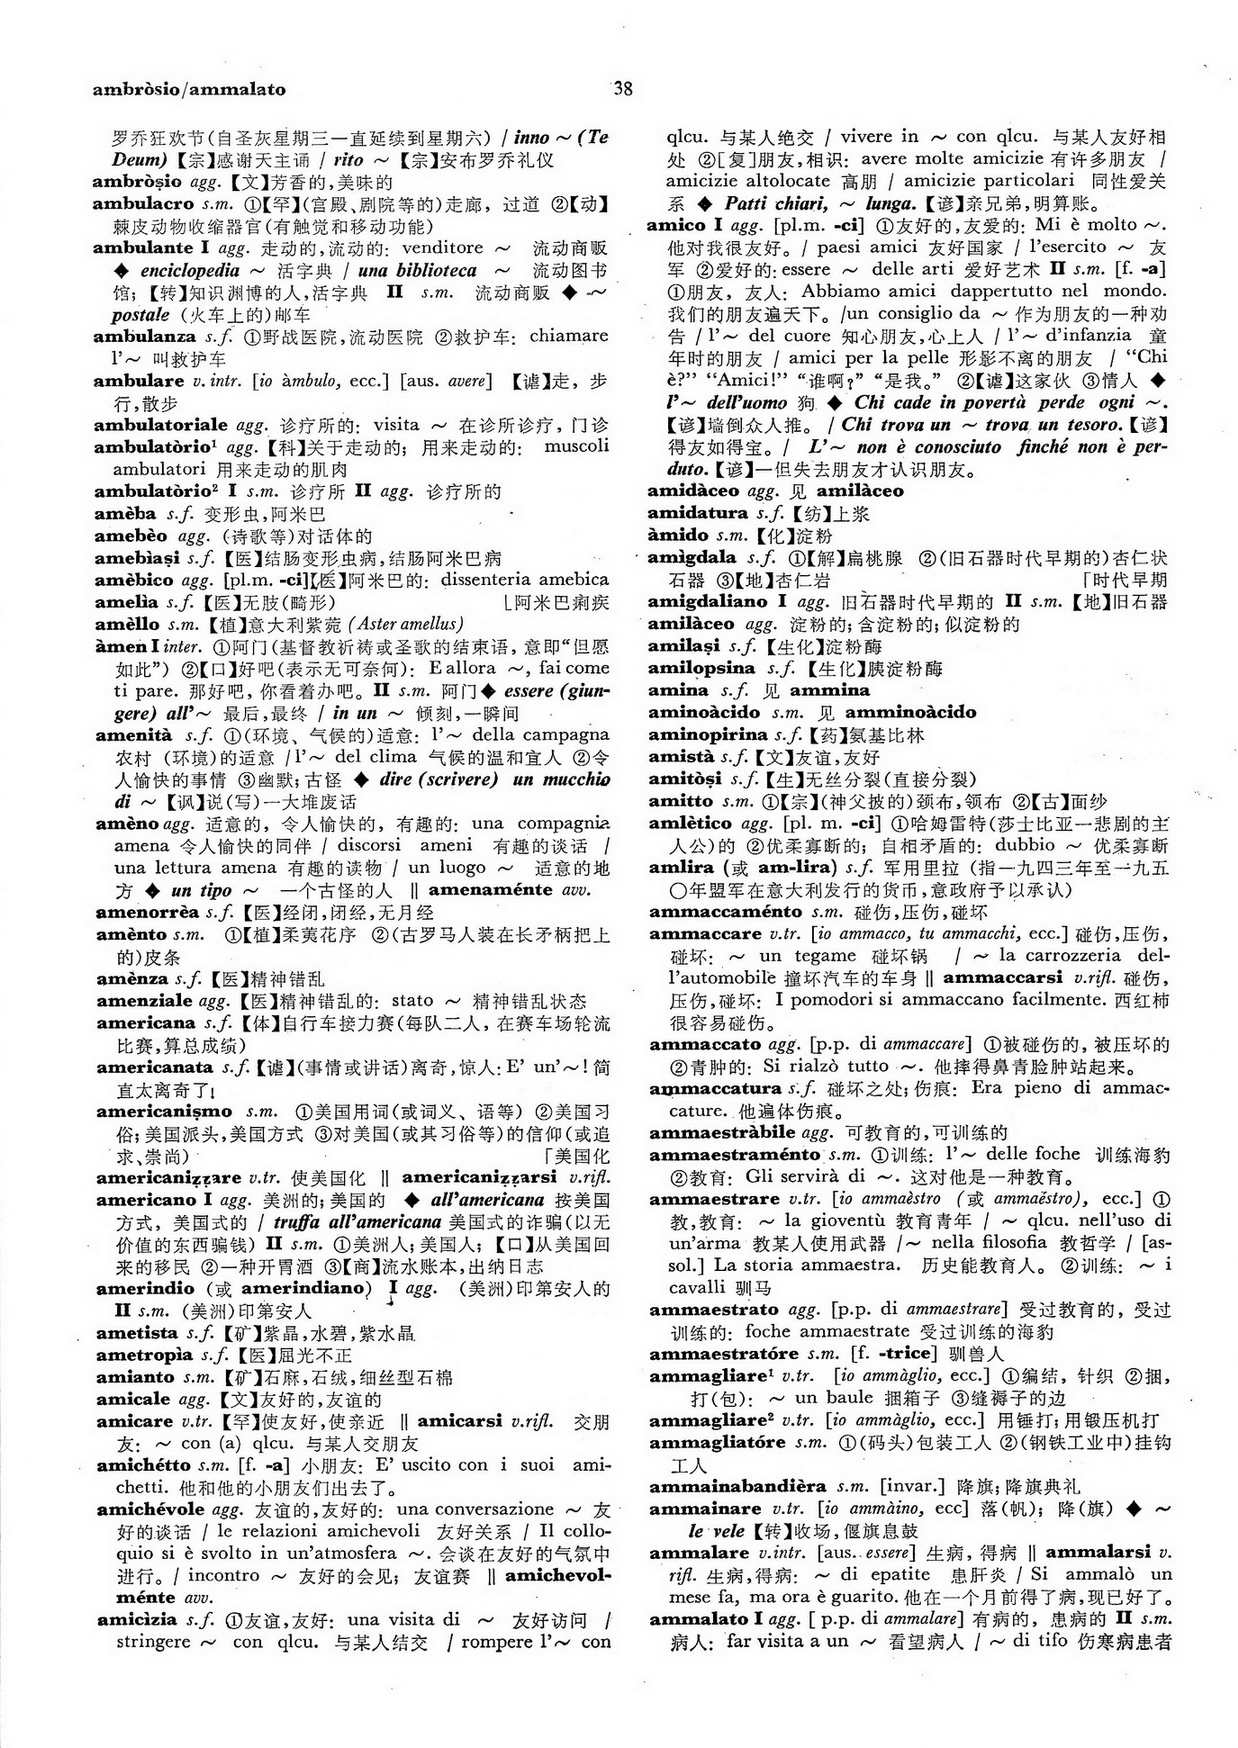 ambròsio/ammalato
38
罗乔狂欢节(自圣灰星期三一直延续到星期六) / inno ~ (Te
Deum)【宗】感谢天主诵 / rito ~ 【宗】安布罗乔礼仪
ambròṣio agg.【文】芳香的,美味的
ambulacro s.m. ①【罕】(宫殿、剧院等的)走廊, 过道 ②【动】
棘皮动物收缩器官(有触觉和移动功能)
ambulante I agg. 走动的,流动的: venditore ~ 流动商贩
◆ enciclopedia ~ 活字典 / una biblioteca ~ 流动图书
馆; 【转】知识渊博的人,活字典 II s.m. 流动商贩 ◆ ~
postale (火车上的)邮车
ambulanza s.f. ①野战医院,流动医院 ②救护车: chiamare
l'~ 叫救护车
ambulare v.intr. [io àmbulo, ecc.] [aus. avere] 【谑】走, 步
行,散步
ambulatoriale agg. 诊疗所的: visita ~ 在诊所诊疗, 门诊
ambulatòrio¹ agg.【科】关于走动的; 用来走动的: muscoli
ambulatori 用来走动的肌肉
ambulatòrio² I s.m. 诊疗所 II agg. 诊疗所的
amèba s.f. 变形虫,阿米巴
amebèo agg. (诗歌等)对话体的
amebìaṣi s.f.【医】结肠变形虫病,结肠阿米巴病
amèbico agg. [pl.m. -ci]【医】阿米巴的: dissenteria amebica
amelìa s.f.【医】无肢(畸形) ⌊阿米巴痢疾
amèllo s.m.【植】意大利紫菀 (Aster amellus)
àmen I inter. ①阿门(基督教祈祷或圣歌的结束语, 意即“但愿
如此”) ②【口】好吧(表示无可奈何): E allora ~, fai come
ti pare. 那好吧, 你看着办吧。II s.m. 阿门◆ essere (giun-
gere) all'~ 最后,最终 / in un ~ 倾刻,一瞬间
amenità s.f. ①(环境、气候的)适意: l'~ della campagna
农村 (环境)的适意 /l'~ del clima 气候的温和宜人 ②令
人愉快的事情 ③幽默; 古怪 ◆ dire (scrivere) un mucchio
di ~ 【讽】说(写)一大堆废话
amèno agg. 适意的, 令人愉快的, 有趣的: una compagnia
amena 令人愉快的同伴 / discorsi ameni 有趣的谈话 /
una lettura amena 有趣的读物 / un luogo ~ 适意的地
方 ◆ un tipo ~ 一个古怪的人 ‖ amenaménte avv.
amenorrèa s.f.【医】经闭,闭经,无月经
amènto s.m. ①【植】柔荑花序 ②(古罗马人装在长矛柄把上
的)皮条
amènza s.f.【医】精神错乱
amenziale agg.【医】精神错乱的: stato ~ 精神错乱状态
americana s.f.【体】自行车接力赛(每队二人, 在赛车场轮流
比赛,算总成绩)
americanata s.f.【谑】(事情或讲话)离奇,惊人: E' un'~! 简
直太离奇了!
americaniṣmo s.m. ①美国用词(或词义、语等) ②美国习
俗; 美国派头,美国方式 ③对美国(或其习俗等)的信仰(或追
求、崇尚) 「美国化
americaniẓẓare v.tr. 使美国化 ‖ americaniẓẓarsi v.rifl.
americano I agg. 美洲的; 美国的 ◆ all'americana 按美国
方式, 美国式的 / truffa all'americana 美国式的诈骗(以无
价值的东西骗钱) II s.m. ①美洲人; 美国人; 【口】从美国回
来的移民 ②一种开胃酒 ③【商】流水账本,出纳日志
amerindio (或 amerindiano) I agg. (美洲)印第安人的
II s.m. (美洲)印第安人
ametista s.f.【矿】紫晶,水碧,紫水晶
ametropìa s.f.【医】屈光不正
amianto s.m.【矿】石麻,石绒,细丝型石棉
amicale agg.【文】友好的,友谊的
amicare v.tr.【罕】使友好,使亲近 ‖ amicarsi v.rifl. 交朋
友: ~ con (a) qlcu. 与某人交朋友
amichétto s.m. [f. -a] 小朋友: E' uscito con i suoi ami-
chetti. 他和他的小朋友们出去了。
amichévole agg. 友谊的,友好的: una conversazione ~ 友
好的谈话 / le relazioni amichevoli 友好关系 / Il collo-
quio si è svolto in un'atmosfera ~. 会谈在友好的气氛中
进行。/ incontro ~ 友好的会见; 友谊赛 ‖ amichevol-
ménte avv.
amicìzia s.f. ①友谊,友好: una visita di ~ 友好访问 /
stringere ~ con qlcu. 与某人结交 / rompere l'~ con
qlcu. 与某人绝交 / vivere in ~ con qlcu. 与某人友好相
处 ②[复]朋友,相识: avere molte amicizie 有许多朋友 /
amicizie altolocate 高朋 / amicizie particolari 同性爱关
系 ◆ Patti chiari, ~ lunga.【谚】亲兄弟,明算账。
amico I agg. [pl.m. -ci] ①友好的,友爱的: Mi è molto ~.
他对我很友好。/ paesi amici 友好国家 / l'esercito ~ 友
军 ②爱好的: essere ~ delle arti 爱好艺术 II s.m. [f. -a]
①朋友, 友人: Abbiamo amici dappertutto nel mondo.
我们的朋友遍天下。/un consiglio da ~ 作为朋友的一种劝
告 / l'~ del cuore 知心朋友,心上人 / l'~ d'infanzia 童
年时的朋友 / amici per la pelle 形影不离的朋友 / “Chi
è?” “Amici!” “谁啊?” “是我。” ②【谑】这家伙 ③情人 ◆
l'~ dell'uomo 狗 ◆ Chi cade in povertà perde ogni ~.
【谚】墙倒众人推。/ Chi trova un ~ trova un tesoro.【谚】
得友如得宝。/ L'~ non è conosciuto finché non è per-
duto.【谚】一但失去朋友才认识朋友。
amidàceo agg. 见 amilàceo
amidatura s.f.【纺】上浆
àmido s.m.【化】淀粉
amìgdala s.f. ①【解】扁桃腺 ②(旧石器时代早期的)杏仁状
石器 ③【地】杏仁岩 「时代早期
amigdaliano I agg. 旧石器时代早期的 II s.m.【地】旧石器
amilàceo agg. 淀粉的; 含淀粉的; 似淀粉的
amilaṣi s.f.【生化】淀粉酶
amilopsina s.f.【生化】胰淀粉酶
amina s.f. 见 ammina
aminoàcido s.m. 见 amminoàcido
aminopirina s.f.【药】氨基比林
amistà s.f.【文】友谊,友好
amitòṣi s.f.【生】无丝分裂(直接分裂)
amitto s.m. ①【宗】(神父披的)颈布,领布 ②【古】面纱
amlètico agg. [pl. m. -ci] ①哈姆雷特(莎士比亚一悲剧的主
人公)的 ②优柔寡断的; 自相矛盾的: dubbio ~ 优柔寡断
amlira (或 am-lira) s.f. 军用里拉 (指一九四三年至一九五
〇年盟军在意大利发行的货币,意政府予以承认)
ammaccaménto s.m. 碰伤,压伤,碰坏
ammaccare v.tr. [io ammacco, tu ammacchi, ecc.] 碰伤,压伤,
碰坏: ~ un tegame 碰坏锅 / ~ la carrozzeria del-
l'automobile 撞坏汽车的车身 ‖ ammaccarsi v.rifl. 碰伤,
压伤,碰坏: I pomodori si ammaccano facilmente. 西红柿
很容易碰伤。
ammaccato agg. [p.p. di ammaccare] ①被碰伤的, 被压坏的
②青肿的: Si rialzò tutto ~. 他摔得鼻青脸肿站起来。
ammaccatura s.f. 碰坏之处; 伤痕: Era pieno di ammac-
cature. 他遍体伤痕。
ammaestràbile agg. 可教育的,可训练的
ammaestraménto s.m. ①训练: l'~ delle foche 训练海豹
②教育: Gli servirà di ~. 这对他是一种教育。
ammaestrare v.tr. [io ammaèstro (或 ammaéstro), ecc.] ①
教,教育: ~ la gioventù 教育青年 / ~ qlcu. nell'uso di
un'arma 教某人使用武器 /~ nella filosofia 教哲学 / [as-
sol.] La storia ammaestra. 历史能教育人。②训练: ~ i
cavalli 驯马
ammaestrato agg. [p.p. di ammaestrare] 受过教育的, 受过
训练的: foche ammaestrate 受过训练的海豹
ammaestratóre s.m. [f. -trice] 驯兽人
ammagliare¹ v.tr. [io ammàglio, ecc.] ①编结, 针织 ②捆,
打(包): ~ un baule 捆箱子 ③缝褥子的边
ammagliare² v.tr. [io ammàglio, ecc.] 用锤打; 用锻压机打
ammagliatóre s.m. ①(码头)包装工人 ②(钢铁工业中)挂钩
工人
ammainabandièra s.m. [invar.] 降旗; 降旗典礼
ammainare v.tr. [io ammàino, ecc] 落(帆); 降(旗) ◆ ~
le vele【转】收场,偃旗息鼓
ammalare v.intr. [aus. essere] 生病, 得病 ‖ ammalarsi v.
rifl. 生病,得病: ~ di epatite 患肝炎 / Si ammalò un
mese fa, ma ora è guarito. 他在一个月前得了病,现已好了。
ammalato I agg. [ p.p. di ammalare] 有病的, 患病的 II s.m.
病人: far visita a un ~ 看望病人 / ~ di tifo 伤寒病患者